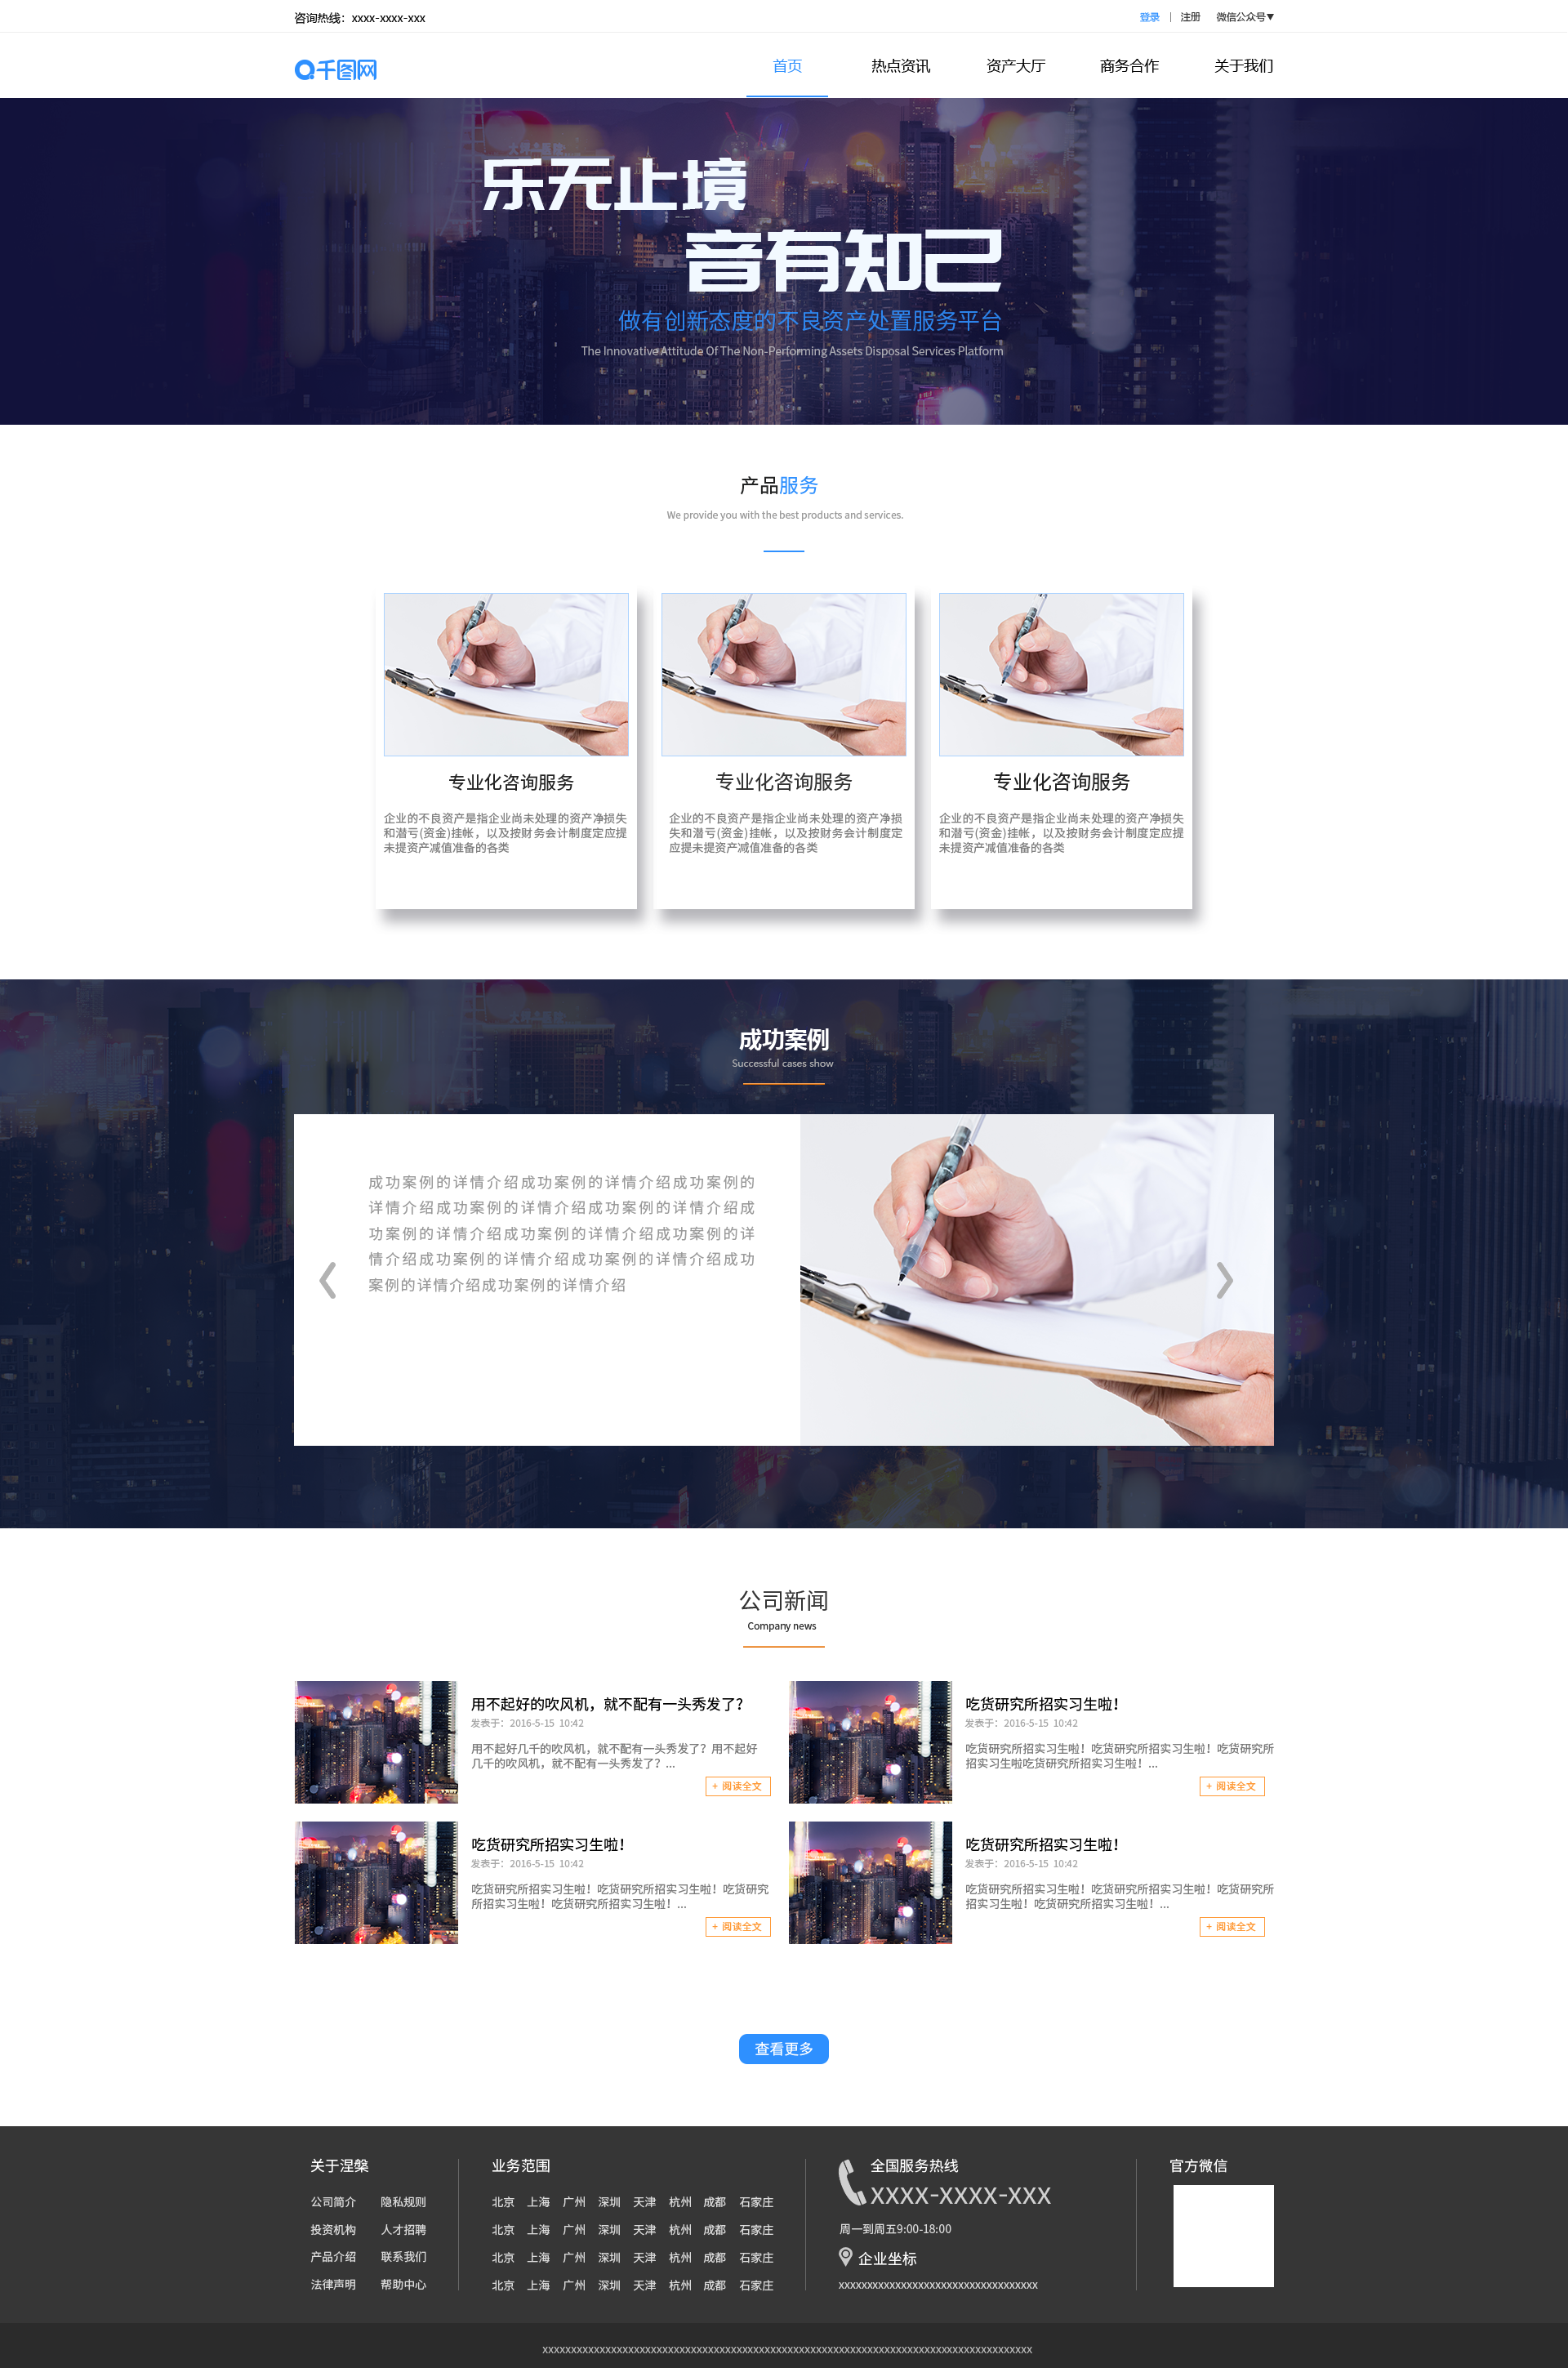 咨询热线：xxxx-xxxx-xxx
登录 | 注册 微信公众号▼
千图网
首页 热点资讯 资产大厅 商务合作 关于我们
乐无止境
音有知己
做有创新态度的不良资产处置服务平台
The Innovative Attitude Of The Non-Performing Assets Disposal Services Platform
产品服务
We provide you with the best products and services.
专业化咨询服务
企业的不良资产是指企业尚未处理的资产净损失
和潜亏(资金)挂帐，以及按财务会计制度定应提
未提资产减值准备的各类
专业化咨询服务
企业的不良资产是指企业尚未处理的资产净损
失和潜亏(资金)挂帐，以及按财务会计制度定
应提未提资产减值准备的各类
专业化咨询服务
企业的不良资产是指企业尚未处理的资产净损失
和潜亏(资金)挂帐，以及按财务会计制度定应提
未提资产减值准备的各类
成功案例
Successful cases show
成功案例的详情介绍成功案例的详情介绍成功案例的
详情介绍成功案例的详情介绍成功案例的详情介绍成
功案例的详情介绍成功案例的详情介绍成功案例的详
情介绍成功案例的详情介绍成功案例的详情介绍成功
案例的详情介绍成功案例的详情介绍
公司新闻
Company news
用不起好的吹风机，就不配有一头秀发了？
发表于：2016-5-15 10:42
用不起好几千的吹风机，就不配有一头秀发了？用不起好
几千的吹风机，就不配有一头秀发了？...
+ 阅读全文
吃货研究所招实习生啦！
发表于：2016-5-15 10:42
吃货研究所招实习生啦！吃货研究所招实习生啦！吃货研究所
招实习生啦吃货研究所招实习生啦！...
+ 阅读全文
吃货研究所招实习生啦！
发表于：2016-5-15 10:42
吃货研究所招实习生啦！吃货研究所招实习生啦！吃货研究
所招实习生啦！吃货研究所招实习生啦！...
+ 阅读全文
吃货研究所招实习生啦！
发表于：2016-5-15 10:42
吃货研究所招实习生啦！吃货研究所招实习生啦！吃货研究所
招实习生啦！吃货研究所招实习生啦！...
+ 阅读全文
查看更多
关于涅槃
公司简介 隐私规则
投资机构 人才招聘
产品介绍 联系我们
法律声明 帮助中心
业务范围
北京 上海 广州 深圳 天津 杭州 成都 石家庄
北京 上海 广州 深圳 天津 杭州 成都 石家庄
北京 上海 广州 深圳 天津 杭州 成都 石家庄
北京 上海 广州 深圳 天津 杭州 成都 石家庄
全国服务热线
XXXX-XXXX-XXX
周一到周五9:00-18:00
企业坐标
xxxxxxxxxxxxxxxxxxxxxxxxxxxxxxxxxxx
官方微信
xxxxxxxxxxxxxxxxxxxxxxxxxxxxxxxxxxxxxxxxxxxxxxxxxxxxxxxxxxxxxxxxxxxxxxxxxxxxxxxxxxxxxx